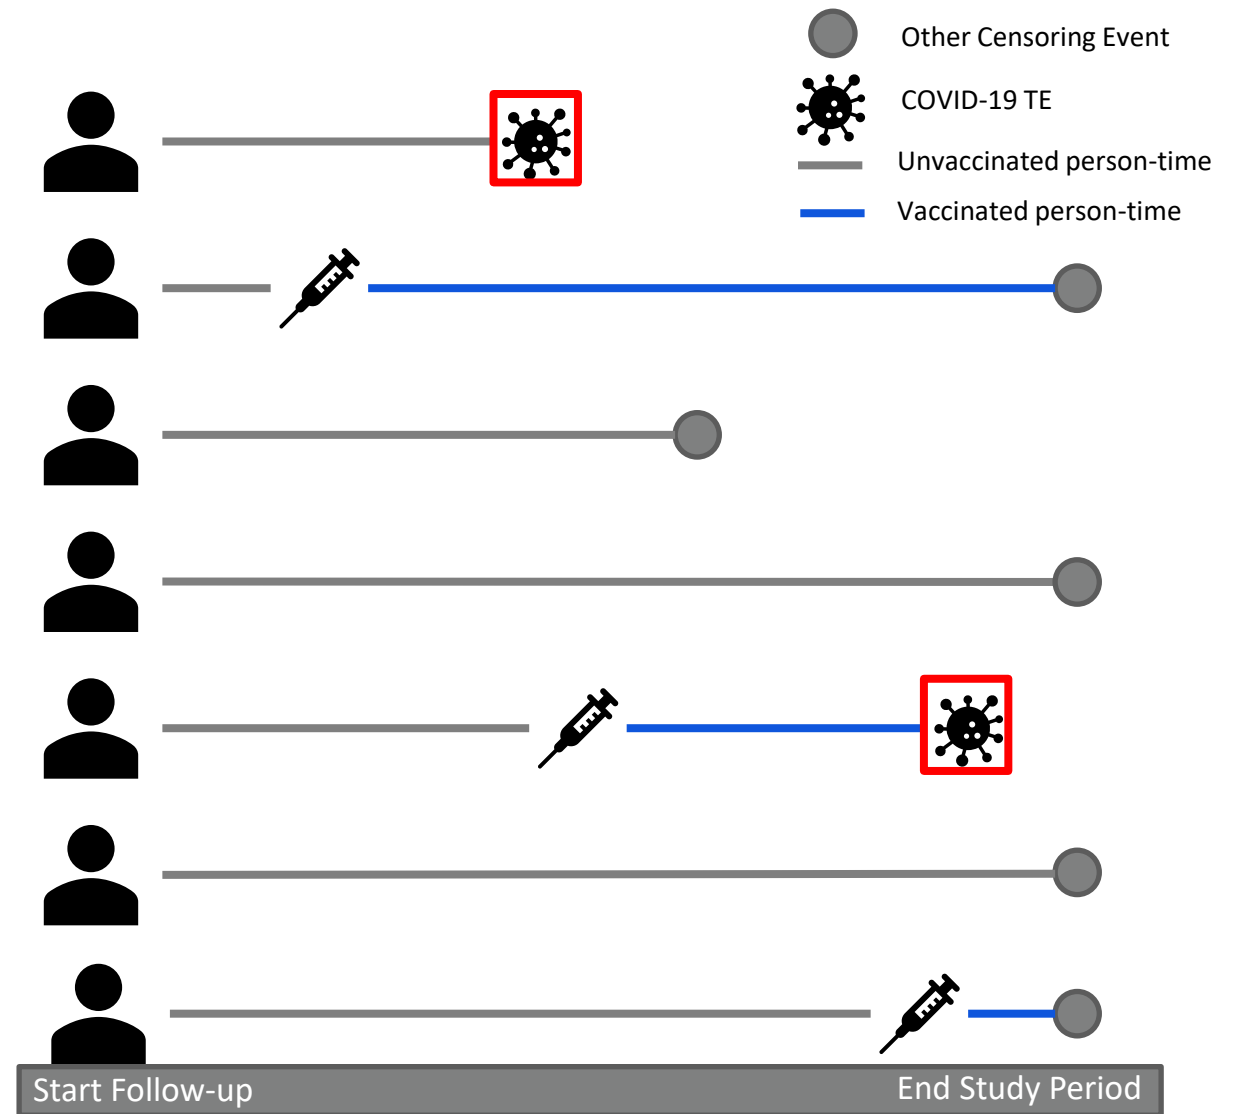 Other Censoring Event
COVID-19 TE
Unvaccinated person-time
Vaccinated person-time
Start Follow-up
End Study Period